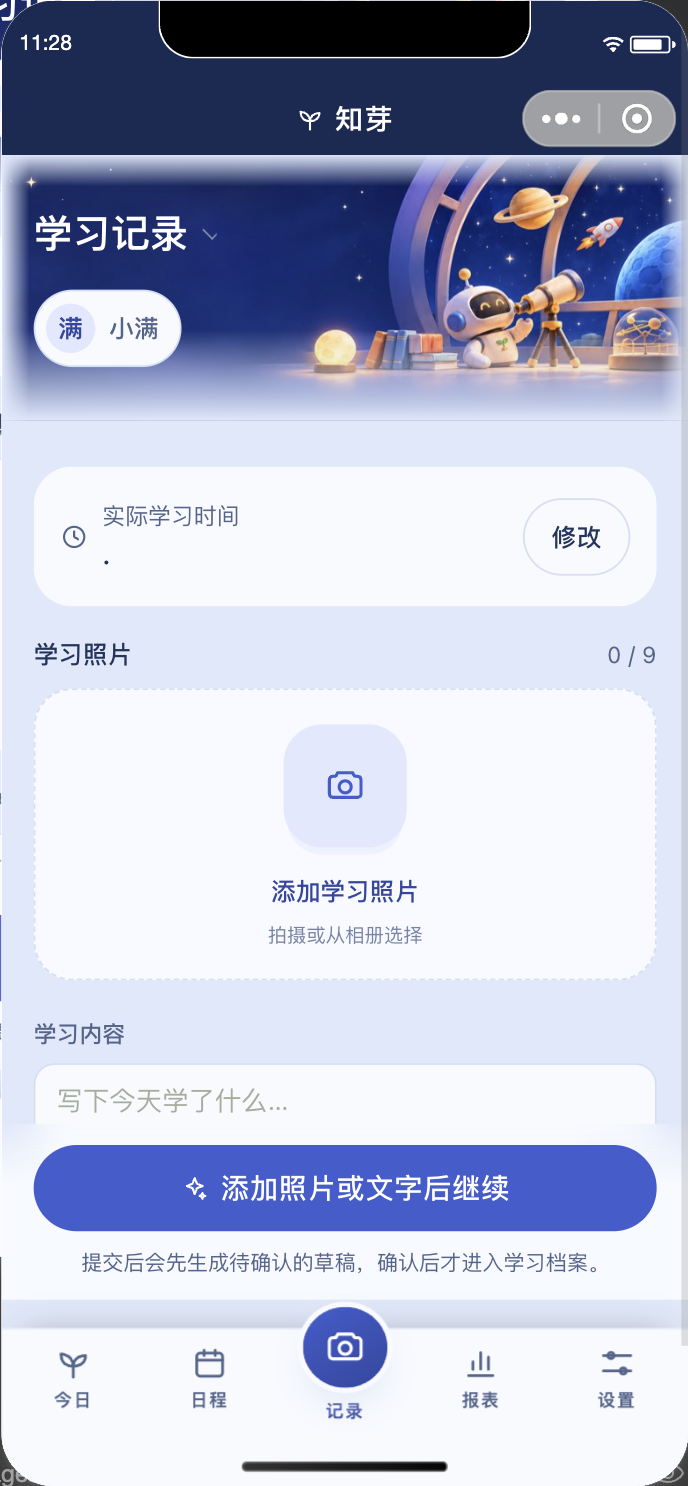 11:28
知芽
学习记录
满 小满
实际学习时间
·
修改
学习照片
0 / 9
添加学习照片
拍摄或从相册选择
学习内容
写下今天学了什么...
添加照片或文字后继续
提交后会先生成待确认的草稿，确认后才进入学习档案。
今日
日程
记录
报表
设置